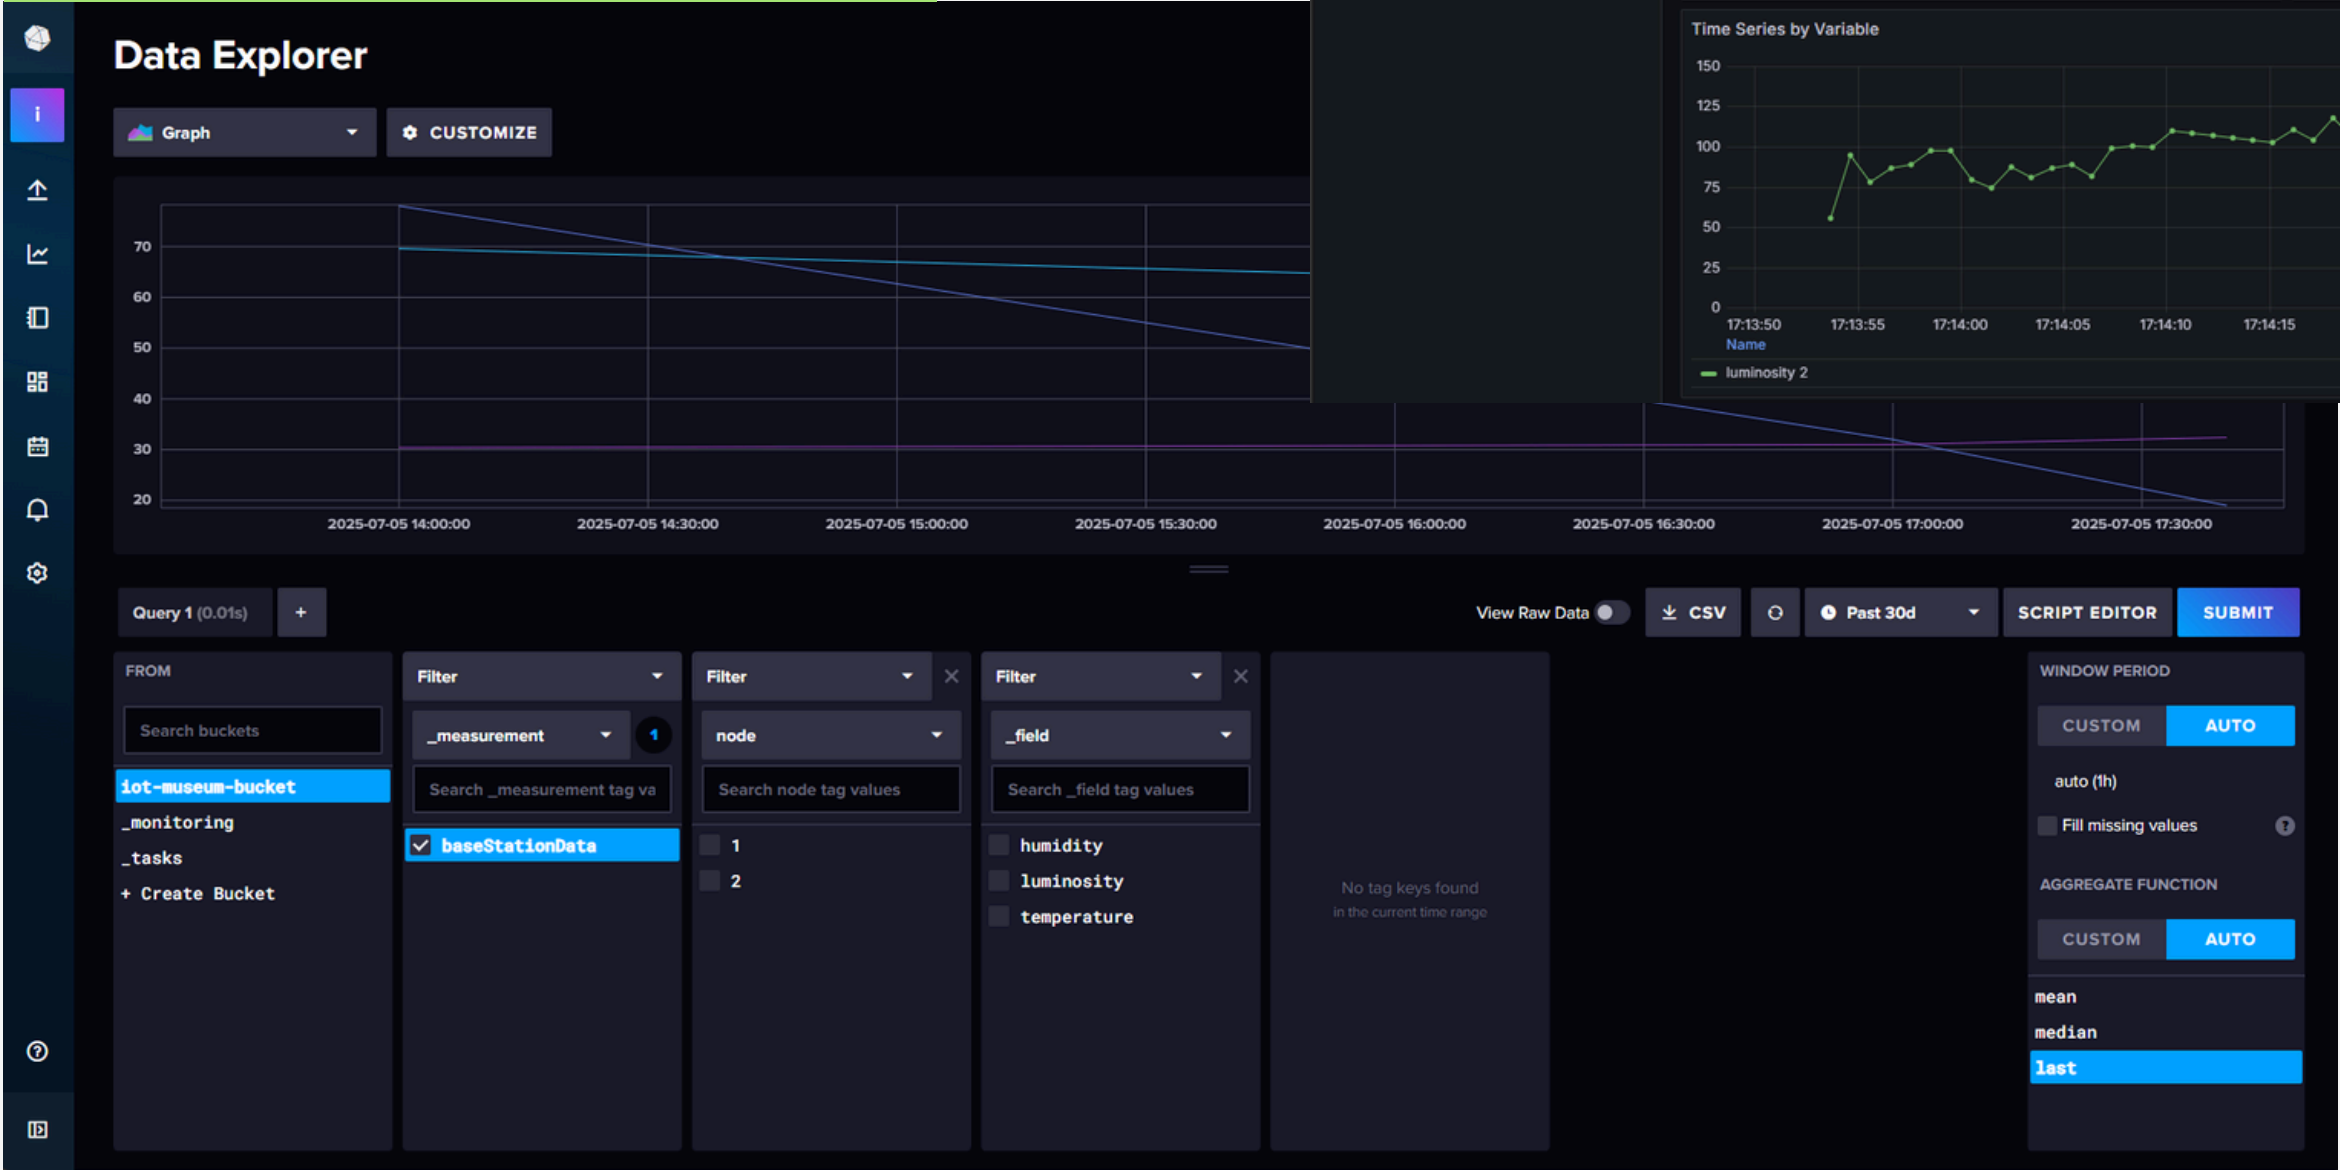 Data Explorer
Graph
CUSTOMIZE
70
60
50
40
30
20
2025-07-05 14:00:00
2025-07-05 14:30:00
2025-07-05 15:00:00
2025-07-05 15:30:00
2025-07-05 16:00:00
2025-07-05 16:30:00
2025-07-05 17:00:00
2025-07-05 17:30:00
Time Series by Variable
150
125
100
75
50
25
0
17:13:50
17:13:55
17:14:00
17:14:05
17:14:10
17:14:15
Name
luminosity 2
Query 1 (0.01s)
+
View Raw Data
CSV
Past 30d
SCRIPT EDITOR
SUBMIT
FROM
Search buckets
iot-museum-bucket
_monitoring
_tasks
+ Create Bucket
Filter
_measurement
1
Search _measurement tag va
baseStationData
Filter
node
Search node tag values
1
2
Filter
_field
Search _field tag values
humidity
luminosity
temperature
No tag keys found
in the current time range
WINDOW PERIOD
CUSTOM
AUTO
auto (1h)
Fill missing values
?
AGGREGATE FUNCTION
CUSTOM
AUTO
mean
median
last